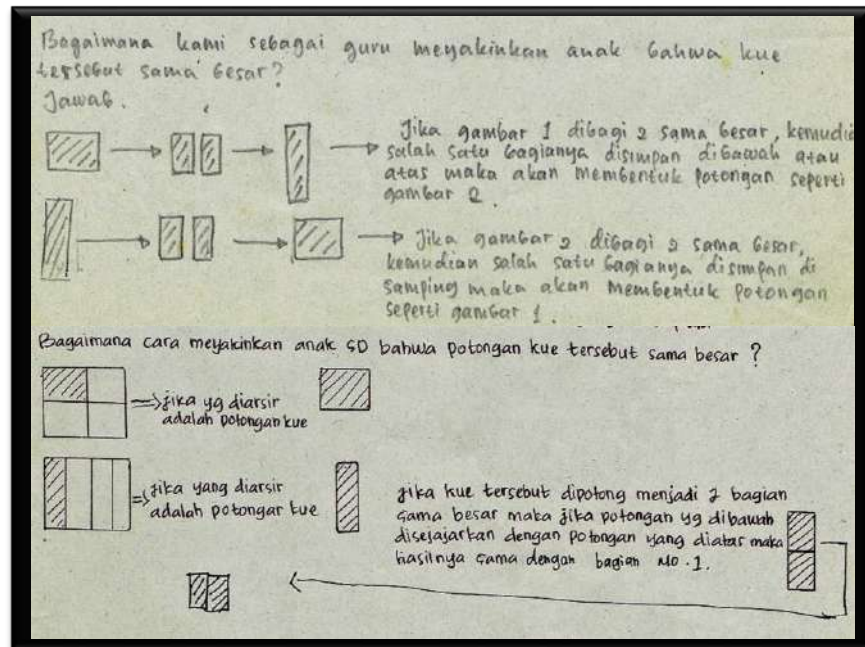 Bagaimana kami sebagai guru meyakinkan anak bahwa kue
tersebut sama besar?
Jawab.
Jika gambar 1 dibagi 2 sama besar, kemudia
salah satu bagianya disimpan dibawah atau
atas maka akan membentuk potongan seperti
gambar 2.
Jika gambar 2 dibagi 2 sama besar,
kemudian salah satu bagianya disimpan di
samping maka akan membentuk potongan
seperti gambar 1.
Bagaimana cara meyakinkan anak SD bahwa potongan kue tersebut sama besar ?
jika yg diarsir
adalah potongan kue
jika yang diarsir
adalah potongar kue
jika kue tersebut dipotong menjadi 2 bagian
sama besar maka jika potongan yg dibawah
disejajarkan dengan potongan yang diatas maka
hasilnya sama dengan bagian No.1.